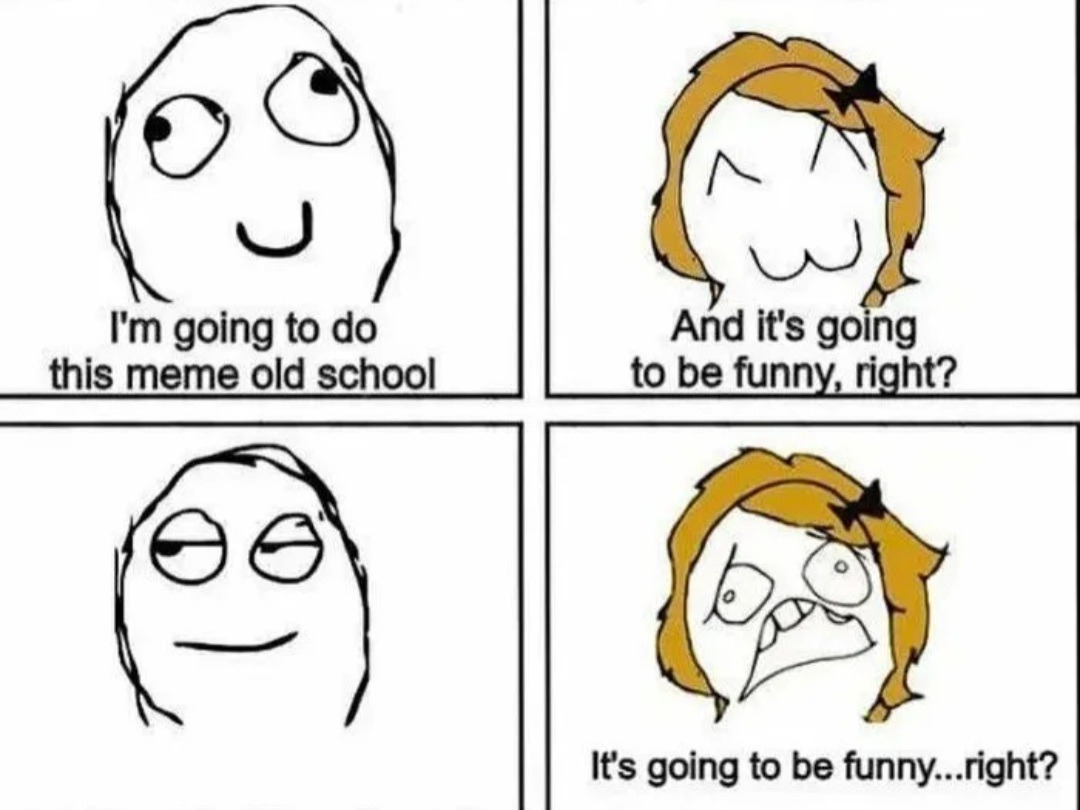 I'm going to do
this meme old school
And it's going
to be funny, right?
It's going to be funny...right?